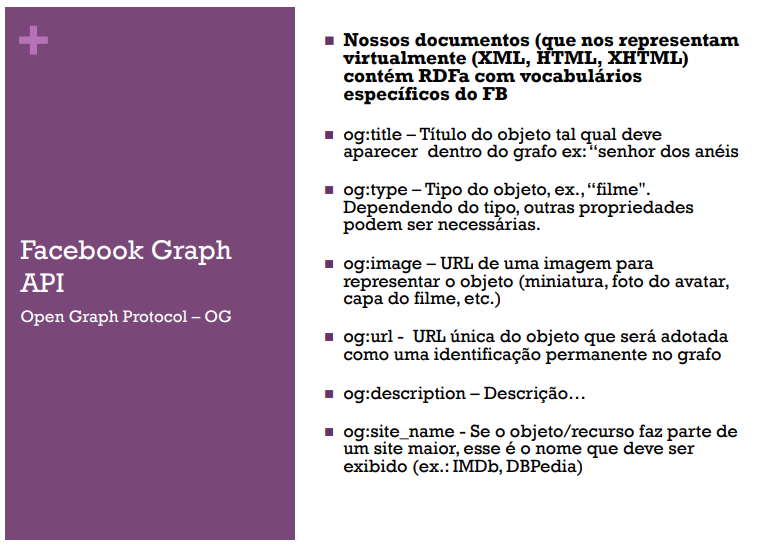 +
Facebook Graph
API
Open Graph Protocol – OG
Nossos documentos (que nos representam
virtualmente (XML, HTML, XHTML)
contém RDFa com vocabulários
específicos do FB
og:title – Título do objeto tal qual deve
aparecer dentro do grafo ex: “senhor dos anéis
og:type – Tipo do objeto, ex., “filme".
Dependendo do tipo, outras propriedades
podem ser necessárias.
og:image – URL de uma imagem para
representar o objeto (miniatura, foto do avatar,
capa do filme, etc.)
og:url - URL única do objeto que será adotada
como uma identificação permanente no grafo
og:description – Descrição…
og:site_name - Se o objeto/recurso faz parte de
um site maior, esse é o nome que deve ser
exibido (ex.: IMDb, DBPedia)